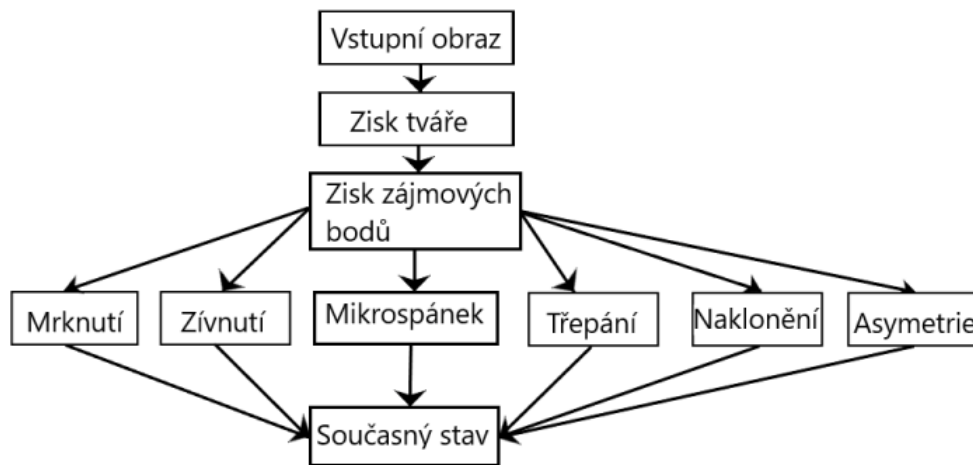 Vstupní obraz
Zisk tváře
Zisk zájmových
bodů
Mrknutí
Zívnutí
Mikrospánek
Třepání
Naklonění
Asymetrie
Současný stav